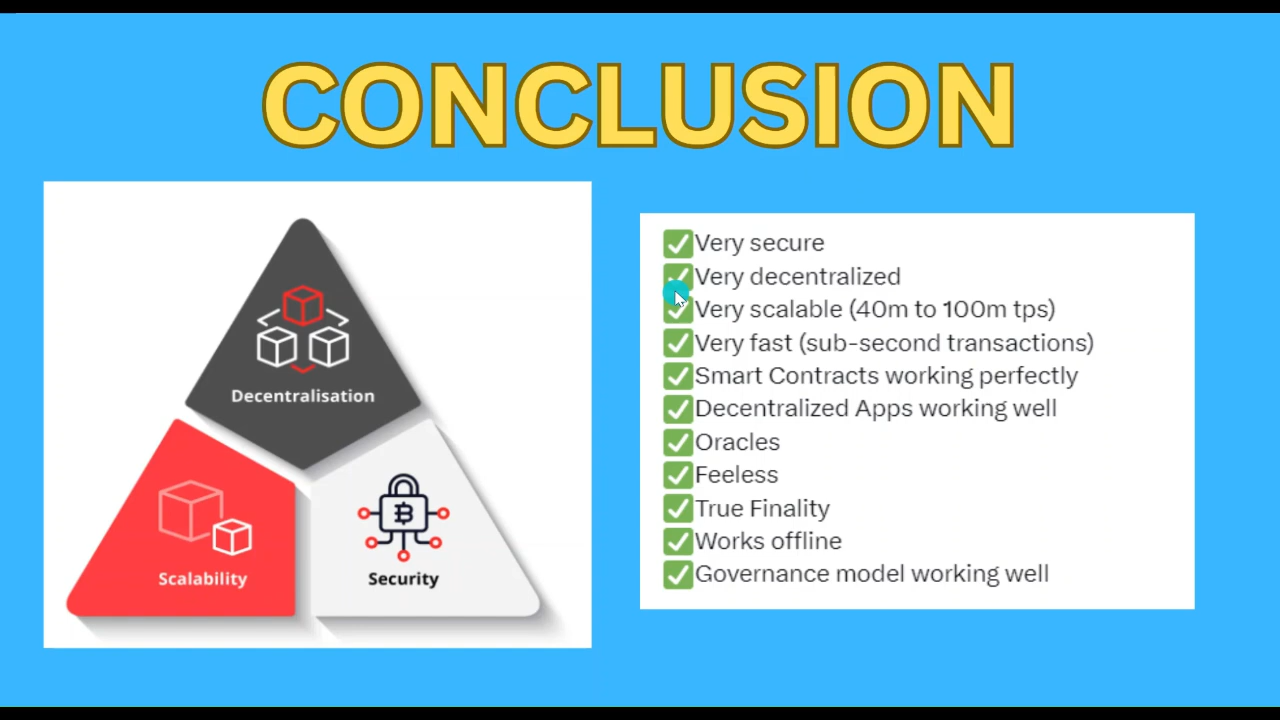 CONCLUSION
Decentralisation
Scalability
Security
Very secure
Very decentralized
Very scalable (40m to 100m tps)
Very fast (sub-second transactions)
Smart Contracts working perfectly
Decentralized Apps working well
Oracles
Feeless
True Finality
Works offline
Governance model working well